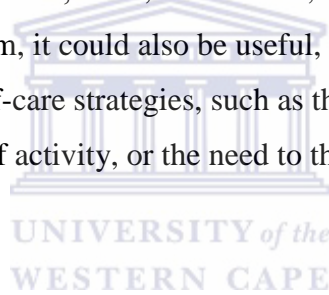 m, it could also be useful,
f-care strategies, such as th
f activity, or the need to th
UNIVERSITY of the
WESTERN CAPE